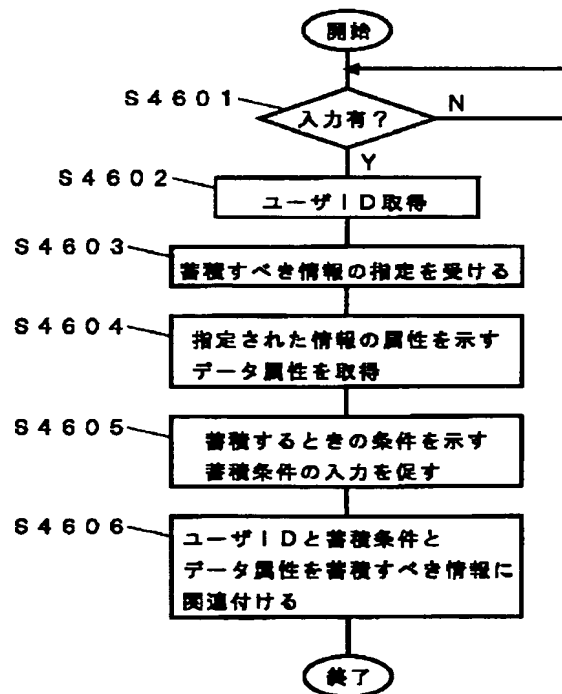 開始
S4601
入力有?
N
Y
S4602
ユーザID取得
S4603
蓄積すべき情報の指定を受ける
S4604
指定された情報の属性を示す
データ属性を取得
S4605
蓄積するときの条件を示す
蓄積条件の入力を促す
S4606
ユーザIDと蓄積条件と
データ属性を蓄積すべき情報に
関連付ける
終了